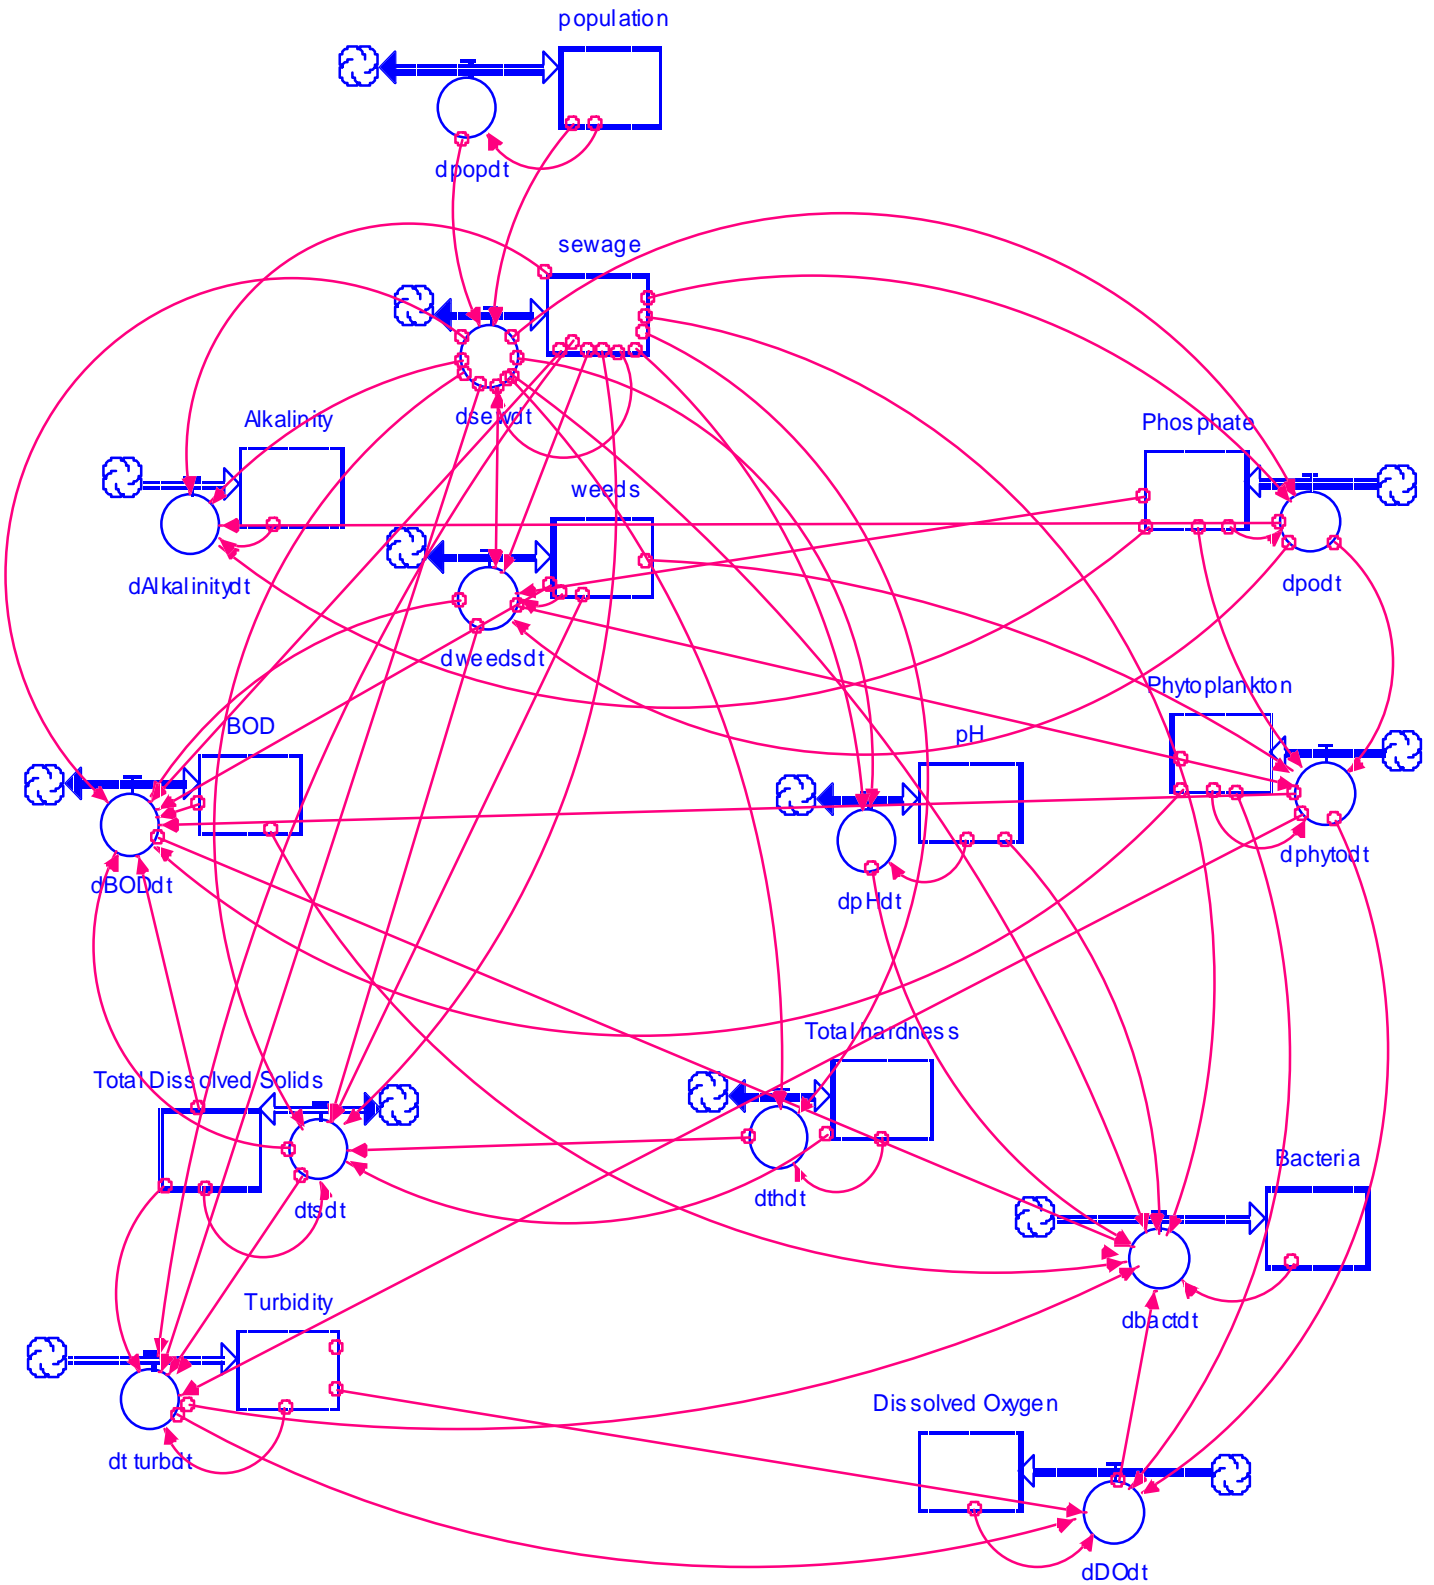 population
dpopdt
sewage
dsewdt
Alkalinity
Phosphate
weeds
dAlkalinitydt
dpodt
dweedsdt
Phytoplankton
BOD
pH
dphytodt
dBODdt
dpHdt
Total hardness
Total Dissolved Solids
Bacteria
dthdt
dtsdt
Turbidity
dbactdt
Dissolved Oxygen
dt turbdt
dDOdt